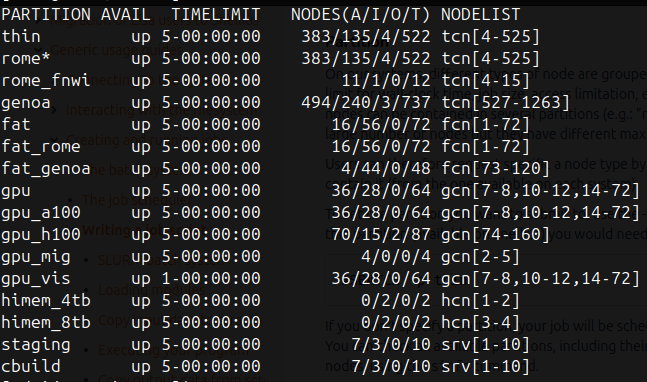 PARTITION AVAIL  TIMELIMIT   NODES(A/I/O/T) NODELIST
thin         up 5-00:00:00    383/135/4/522 tcn[4-525]
rome*        up 5-00:00:00    383/135/4/522 tcn[4-525]
rome_fnwi    up 5-00:00:00        11/1/0/12 tcn[4-15]
genoa        up 5-00:00:00    494/240/3/737 tcn[527-1263]
fat          up 5-00:00:00       16/56/0/72 fcn[1-72]
fat_rome     up 5-00:00:00       16/56/0/72 fcn[1-72]
fat_genoa    up 5-00:00:00        4/44/0/48 fcn[73-120]
gpu          up 5-00:00:00       36/28/0/64 gcn[7-8,10-12,14-72]
gpu_a100     up 5-00:00:00       36/28/0/64 gcn[7-8,10-12,14-72]
gpu_h100     up 5-00:00:00       70/15/2/87 gcn[74-160]
gpu_mig      up 5-00:00:00          4/0/0/4 gcn[2-5]
gpu_vis      up 1-00:00:00       36/28/0/64 gcn[7-8,10-12,14-72]
himem_4tb    up 5-00:00:00          0/2/0/2 hcn[1-2]
himem_8tb    up 5-00:00:00          0/2/0/2 hcn[3-4]
staging      up 5-00:00:00         7/3/0/10 srv[1-10]
cbuild       up 5-00:00:00         7/3/0/10 srv[1-10]